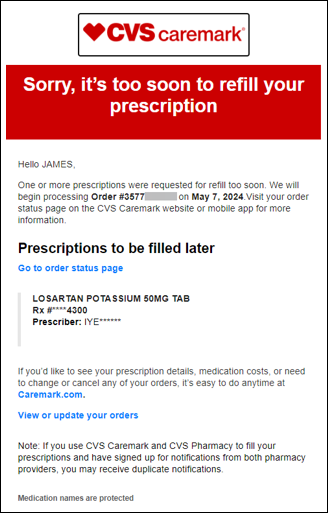 CVS caremark®
Sorry, it's too soon to refill your
prescription
Hello JAMES,
One or more prescriptions were requested for refill too soon. We will
begin processing Order #3577 on May 7, 2024.Visit your order
status page on the CVS Caremark website or mobile app for more
information.
Prescriptions to be filled later
Go to order status page
LOSARTAN POTASSIUM 50MG TAB
Rx #****4300
Prescriber: IYE******
If you'd like to see your prescription details, medication costs, or need
to change or cancel any of your orders, it's easy to do anytime at
Caremark.com.
View or update your orders
Note: If you use CVS Caremark and CVS Pharmacy to fill your
prescriptions and have signed up for notifications from both pharmacy
providers, you may receive duplicate notifications.
Medication names are protected